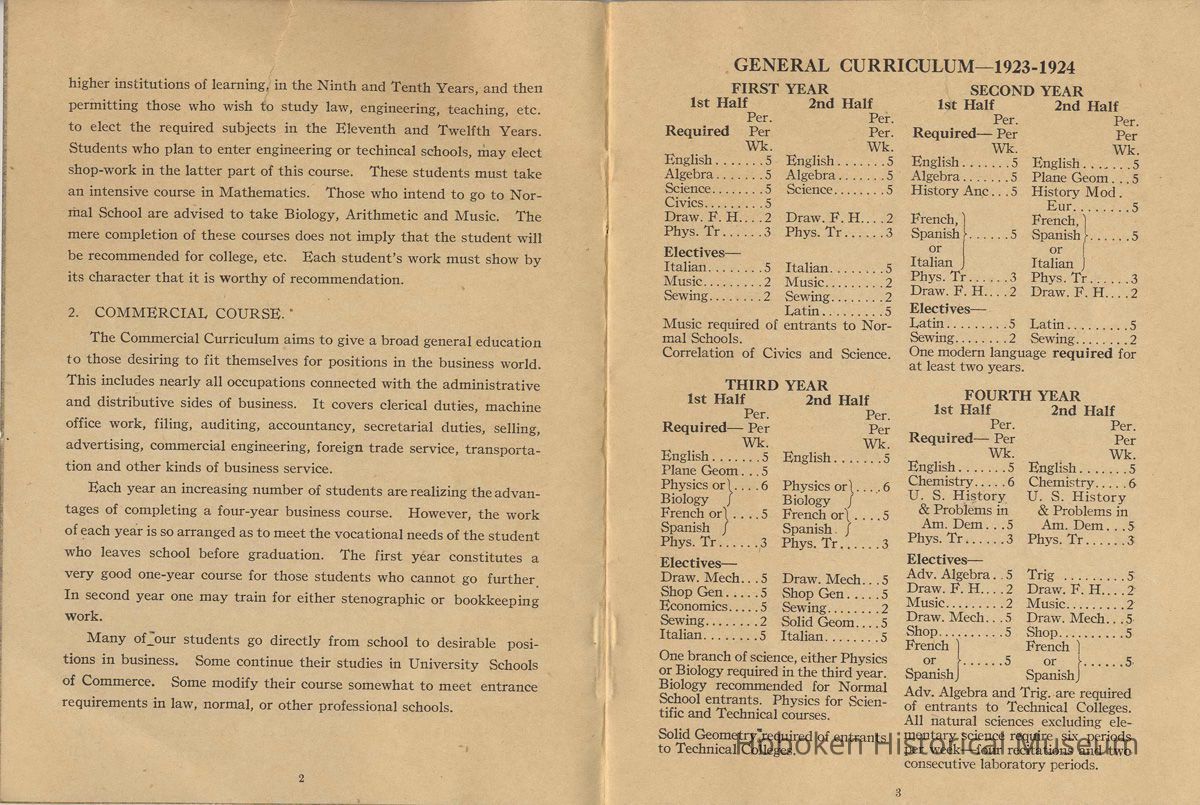 higher institutions of learning, in the Ninth and Tenth Years, and then
permitting those who wish to study law, engineering, teaching, etc.
to elect the required subjects in the Eleventh and Twelfth Years.
Students who plan to enter engineering or techincal schools, may elect
shop-work in the latter part of this course. These students must take
an intensive course in Mathematics. Those who intend to go to Nor-
mal School are advised to take Biology, Arithmetic and Music. The
mere completion of these courses does not imply that the student will
be recommended for college, etc. Each student's work must show by
its character that it is worthy of recommendation.
2. COMMERCIAL COURSE.
The Commercial Curriculum aims to give a broad general education
to those desiring to fit themselves for positions in the business world.
This includes nearly all occupations connected with the administrative
and distributive sides of business. It covers clerical duties, machine
office work, filing, auditing, accountancy, secretarial duties, selling,
advertising, commercial engineering, foreign trade service, transporta-
tion and other kinds of business service.
Each year an increasing number of students are realizing the advan-
tages of completing a four-year business course. However, the work
of each year is so arranged as to meet the vocational needs of the student
who leaves school before graduation. The first year constitutes a
very good one-year course for those students who cannot go further.
In second year one may train for either stenographic or bookkeeping
work.
Many of our students go directly from school to desirable posi-
tions in business. Some continue their studies in University Schools
of Commerce. Some modify their course somewhat to meet entrance
requirements in law, normal, or other professional schools.
2
GENERAL CURRICULUM—1923-1924
FIRST YEAR
1st Half 2nd Half
Per. Per.
Required Per Per.
Wk. Wk.
English.......5 English.......5
Algebra.......5 Algebra.......5
Science.......5 Science.......5
Civics.........5
Draw. F. H....2 Draw. F. H....2
Phys. Tr......3 Phys. Tr......3
Electives—
Italian.........5 Italian.........5
Music.........2 Music.........2
Sewing........2 Sewing........2
Latin.........5
Music required of entrants to Nor-
mal Schools.
Correlation of Civics and Science.
SECOND YEAR
1st Half 2nd Half
Per. Per.
Required— Per Per
Wk. Wk.
English.......5 English.......5
Algebra.......5 Plane Geom...5
History Anc...5 History Mod.
Eur.........5
French, French,
Spanish ......5 Spanish ......5
or or
Italian Italian
Phys. Tr......3 Phys. Tr......3
Draw. F. H....2 Draw. F. H....2
Electives—
Latin.........5 Latin.........5
Sewing........2 Sewing........2
One modern language required for
at least two years.
THIRD YEAR
1st Half 2nd Half
Per. Per.
Required— Per Per
Wk. Wk.
English.......5 English.......5
Plane Geom...5
Physics or ....6 Physics or ....6
Biology Biology
French or ....5 French or ....5
Spanish Spanish
Phys. Tr......3 Phys. Tr......3
Electives—
Draw. Mech...5 Draw. Mech...5
Shop Gen.....5 Shop Gen.....5
Economics.....5 Sewing........2
Sewing........2 Solid Geom....5
Italian.........5 Italian.........5
One branch of science, either Physics
or Biology required in the third year.
Biology recommended for Normal
School entrants. Physics for Scien-
tific and Technical courses.
Solid Geometry required of entrants
to Technical Colleges.
FOURTH YEAR
1st Half 2nd Half
Per. Per.
Required— Per Per
Wk. Wk.
English.......5 English.......5
Chemistry.....6 Chemistry.....6
U. S. History U. S. History
& Problems in & Problems in
Am. Dem...5 Am. Dem...5
Phys. Tr......3 Phys. Tr......3
Electives—
Adv. Algebra..5 Trig .........5
Draw. F. H....2 Draw. F. H....2
Music.........2 Music.........2
Draw. Mech...5 Draw. Mech...5
Shop..........5 Shop..........5
French French
or ......5 or ......5
Spanish Spanish
Adv. Algebra and Trig. are required
of entrants to Technical Colleges.
All natural sciences excluding ele-
mentary science require six periods
per week—four recitations and two
consecutive laboratory periods.
3
Hoboken Historical Museum